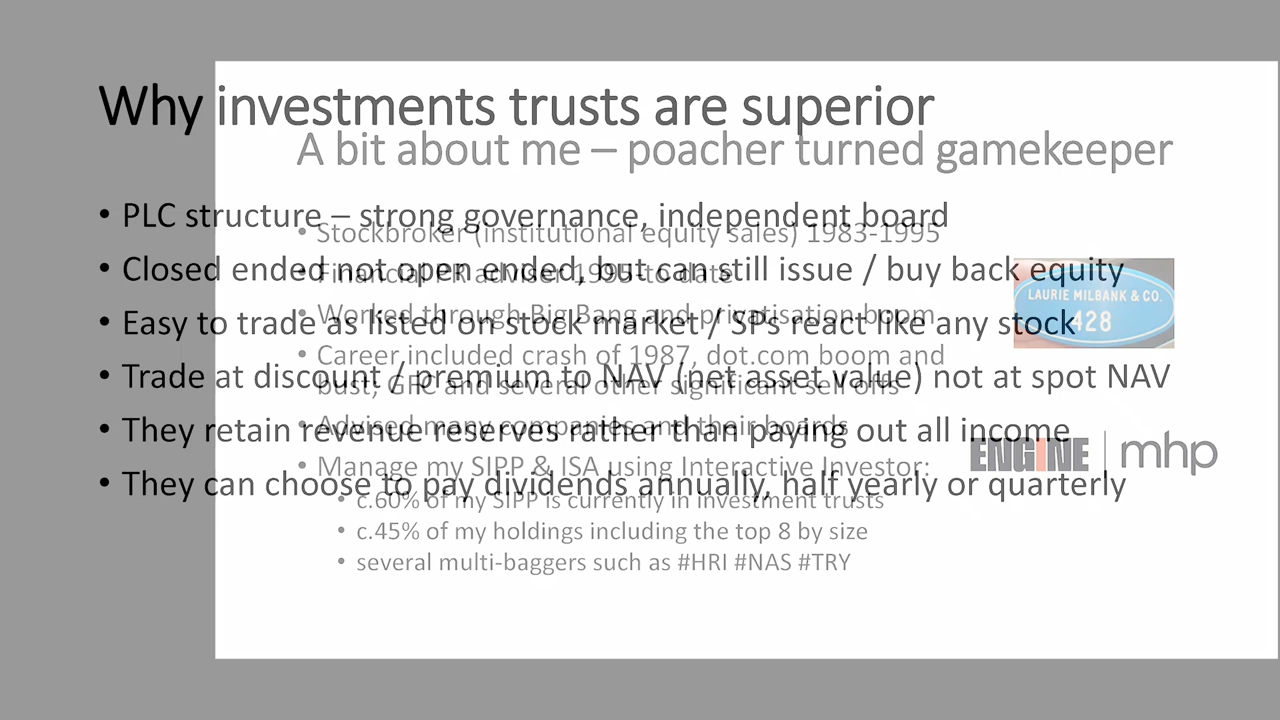 Why investments trusts are superior
• PLC structure – strong governance, independent board
• Closed ended not open ended, but can still issue / buy back equity
• Easy to trade as listed on stock market / SPs react like any stock
• Trade at discount / premium to NAV (net asset value) not at spot NAV
• They retain revenue reserves rather than paying out all income
• They can choose to pay dividends annually, half yearly or quarterly
A bit about me – poacher turned gamekeeper
• Stockbroker (institutional equity sales) 1983-1995
• Financial PR adviser 1995 to date
• Worked through Big Bang and privatisation boom
• Career included crash of 1987, dot.com boom and
bust, GFC and several other significant sell offs
• Advised many companies and their boards
• Manage my SIPP & ISA using Interactive Investor:
• c.60% of my SIPP is currently in investment trusts
• c.45% of my holdings including the top 8 by size
• several multi-baggers such as #HRI #NAS #TRY
LAURIE MILBANK & CO.
428
ENGINE | mhp